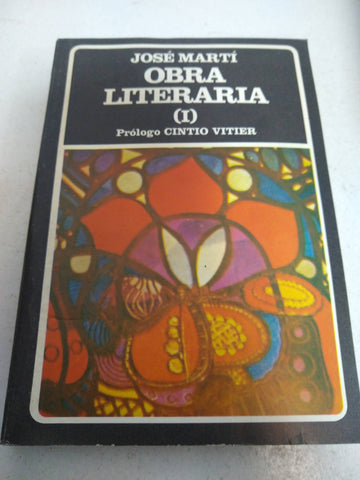 JOSÉ MARTÍ
OBRA
LITERARIA
(I)
Prólogo CINTIO VITIER